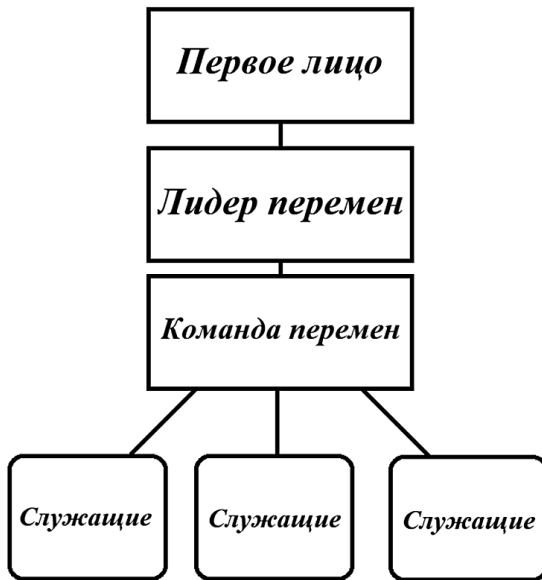 Первое лицо
Лидер перемен
Команда перемен
Служащие
Служащие
Служащие